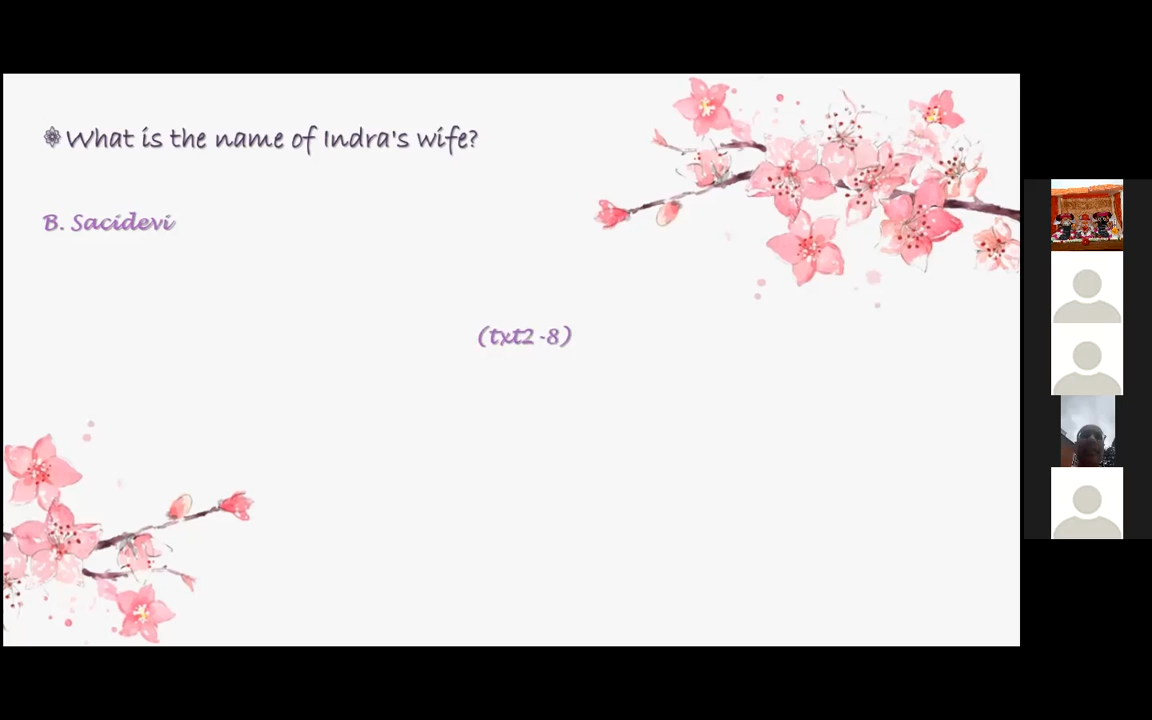 What is the name of Indra's wife?
B. Sacidevi
(txt2 -8)